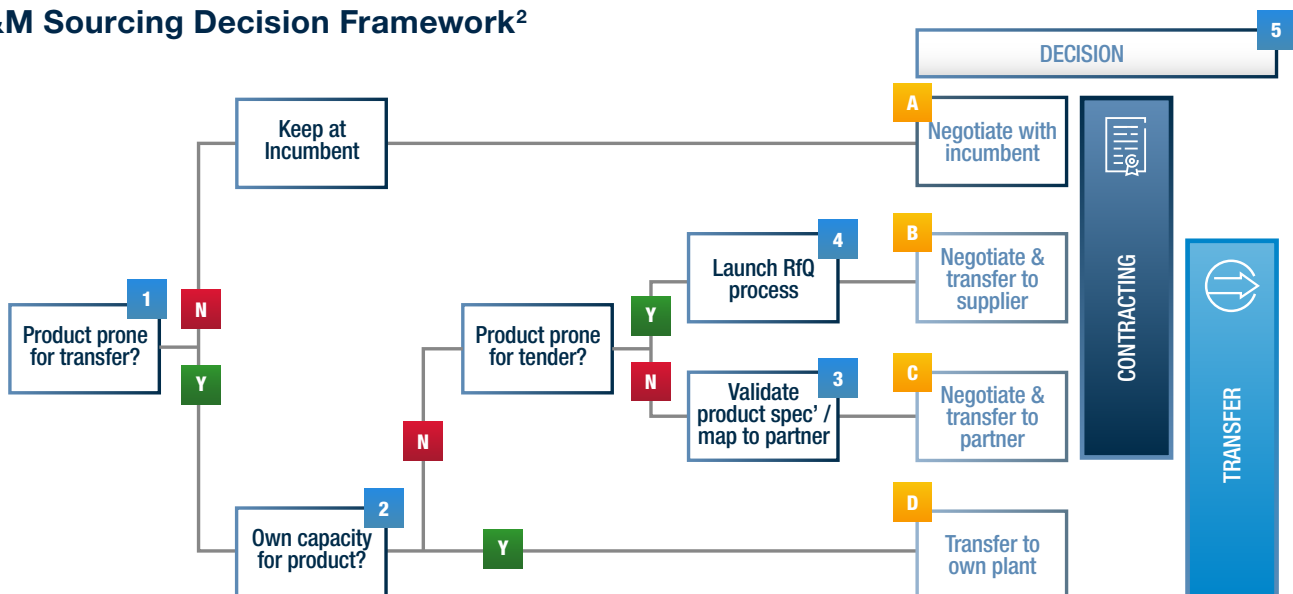 &M Sourcing Decision Framework²
5
DECISION
Keep at
Incumbent
A
Negotiate with
incumbent
CONTRACTING
1
Product prone
for transfer?
N
Y
2
Own capacity
for product?
N
Y
Product prone
for tender?
Y
N
4
Launch RfQ
process
3
Validate
product spec’ /
map to partner
B
Negotiate &
transfer to
supplier
C
Negotiate &
transfer to
partner
D
Transfer to
own plant
TRANSFER